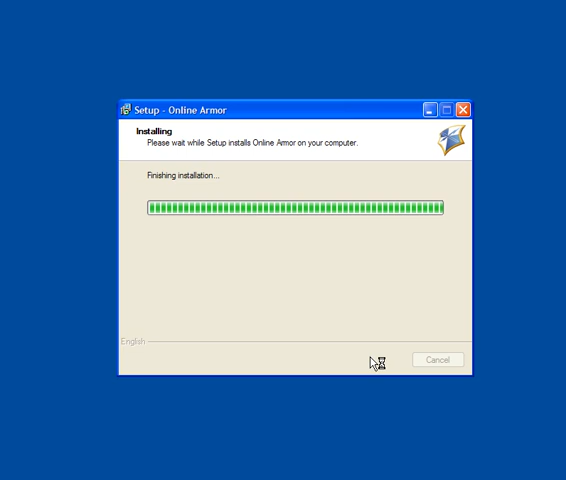 Setup - Online Armor
Installing
Please wait while Setup installs Online Armor on your computer.
Finishing installation...
English
Cancel